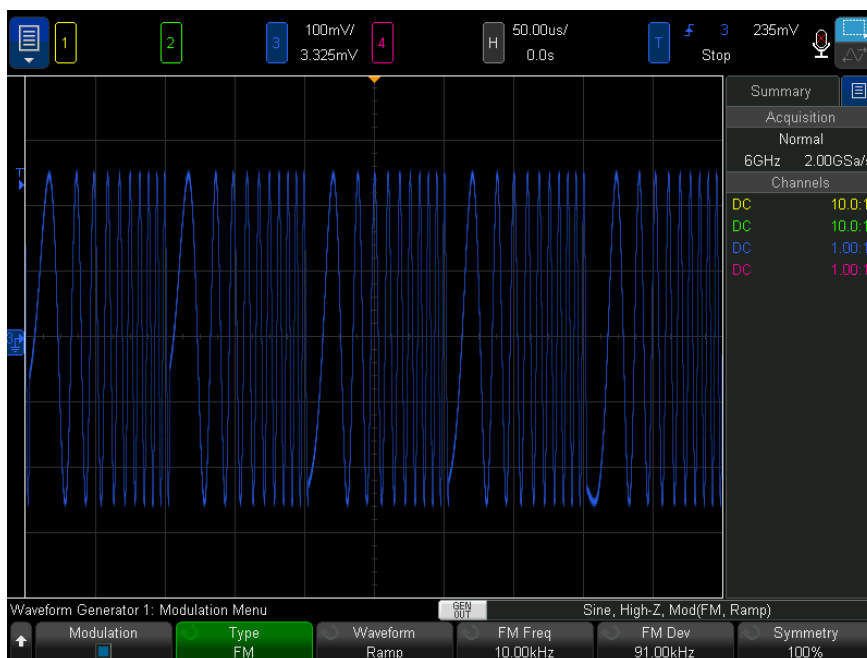 1 2 3 100mV/ 4 H 50.00us/ T 3 235mV
3.325mV 0.0s Stop
Summary
Acquisition
Normal
6GHz 2.00GSa/s
Channels
DC 10.0:1
DC 10.0:1
DC 1.00:1
DC 1.00:1
T
3
Waveform Generator 1: Modulation Menu GEN OUT Sine, High-Z, Mod(FM, Ramp)
Modulation Type Waveform FM Freq FM Dev Symmetry
FM Ramp 10.00kHz 91.00kHz 100%